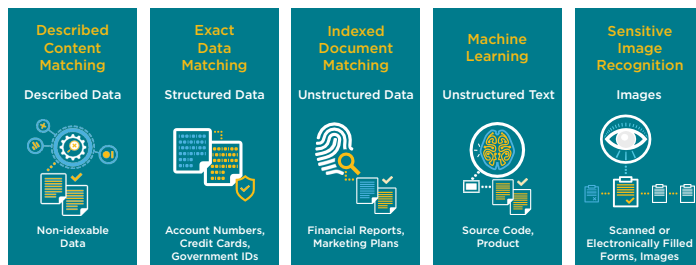 Described
Content
Matching
Described Data
Non-idexable
Data
Exact
Data
Matching
Structured Data
Account Numbers,
Credit Cards,
Government IDs
Indexed
Document
Matching
Unstructured Data
Financial Reports,
Marketing Plans
Machine
Learning
Unstructured Text
Source Code,
Product
Sensitive
Image
Recognition
Images
Scanned or
Electronically Filled
Forms, Images